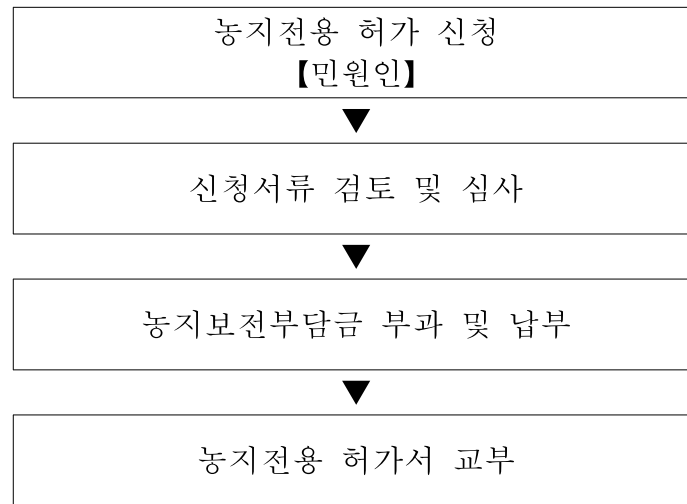 농지전용 허가 신청
【민원인】
▼
신청서류 검토 및 심사
▼
농지보전부담금 부과 및 납부
▼
농지전용 허가서 교부